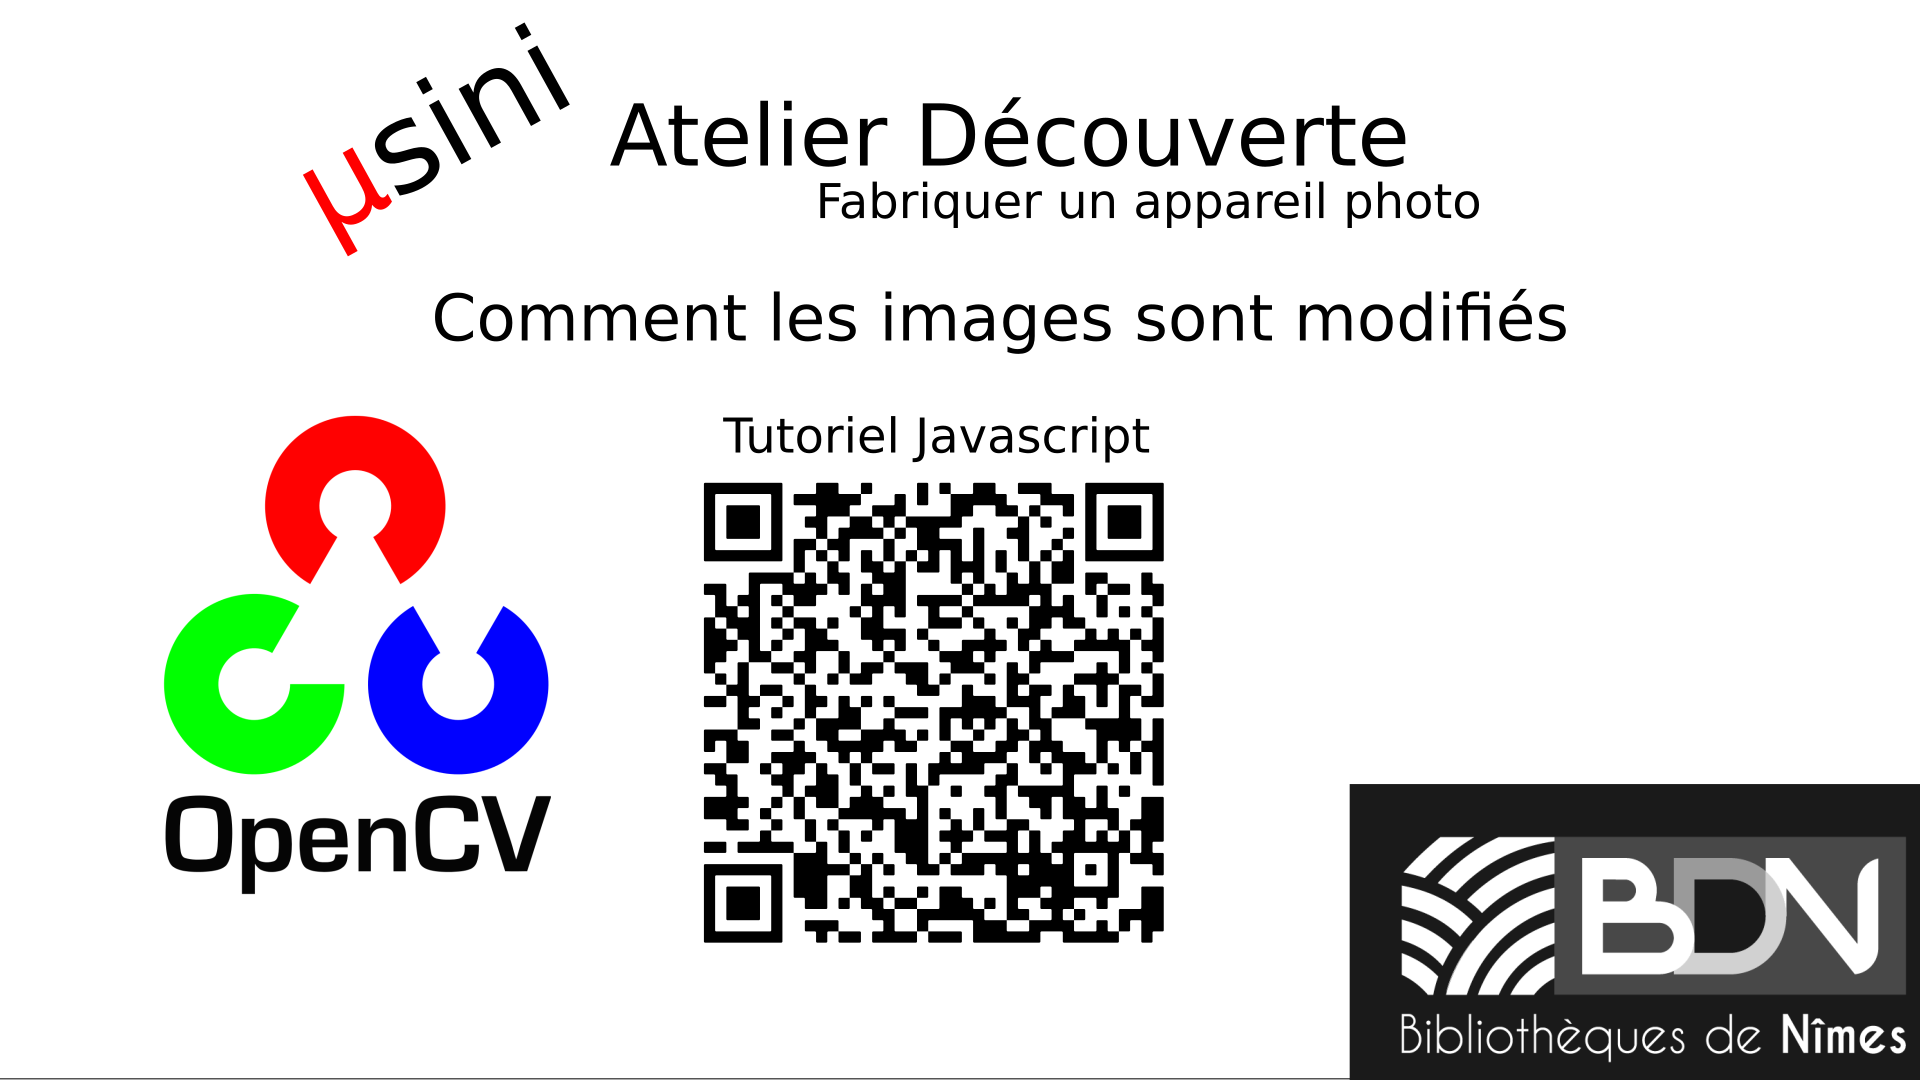 µsini
Atelier Découverte
Fabriquer un appareil photo
Comment les images sont modifiés
Tutoriel Javascript
OpenCV
BDN
Bibliothèques de Nîmes